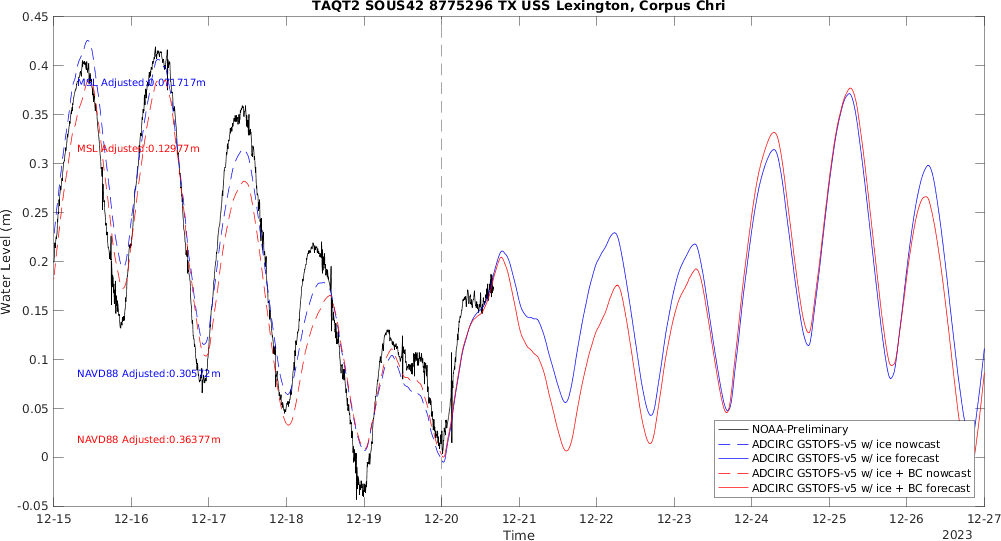 TAQT2 SOUS42 8775296 TX USS Lexington, Corpus Chri
0.45
0.4
0.35
0.3
0.25
0.2
0.15
0.1
0.05
0
-0.05
Water Level (m)
MSL Adjusted:0.071717m
MSL Adjusted:0.12977m
NAVD88 Adjusted:0.30572m
NAVD88 Adjusted:0.36377m
NOAA-Preliminary
ADCIRC GSTOFS-v5 w/ ice nowcast
ADCIRC GSTOFS-v5 w/ ice forecast
ADCIRC GSTOFS-v5 w/ ice + BC nowcast
ADCIRC GSTOFS-v5 w/ ice + BC forecast
12-15 12-16 12-17 12-18 12-19 12-20 12-21 12-22 12-23 12-24 12-25 12-26 12-27
Time
2023